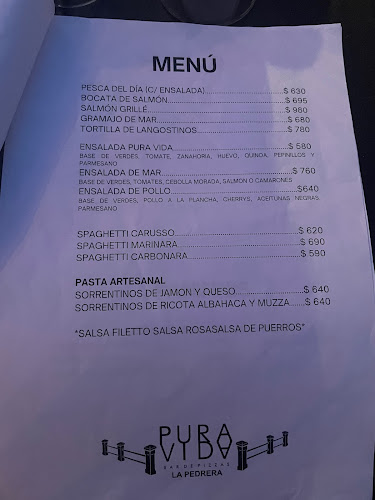 MENÚ
PESCA DEL DÍA (C/ ENSALADA)..............................$ 630
BOCATA DE SALMÓN..............................$ 695
SALMÓN GRILLÉ..............................$ 980
GRAMAJO DE MAR..............................$ 680
TORTILLA DE LANGOSTINOS..............................$ 780
ENSALADA PURA VIDA..............................$ 580
BASE DE VERDES, TOMATE, ZANAHORIA, HUEVO, QUINOA, PEPINILLOS Y
PARMESANO
ENSALADA DE MAR..............................$ 760
BASE DE VERDES, TOMATES, CEBOLLA MORADA, SALMÓN O CAMARONES
ENSALADA DE POLLO..............................$640
BASE DE VERDES, POLLO A LA PLANCHA, CHERRYS, ACEITUNAS NEGRAS,
PARMESANO
SPAGHETTI CARUSSO..............................$ 620
SPAGHETTI MARINARA..............................$ 690
SPAGHETTI CARBONARA..............................$ 590
PASTA ARTESANAL
SORRENTINOS DE JAMON Y QUESO..............................$ 640
SORRENTINOS DE RICOTA ALBAHACA Y MUZZA......$ 640
*SALSA FILETTO SALSA ROSASALSA DE PUERROS*
PURA
VIDA
BAR DE PIZZAS
LA PEDRERA